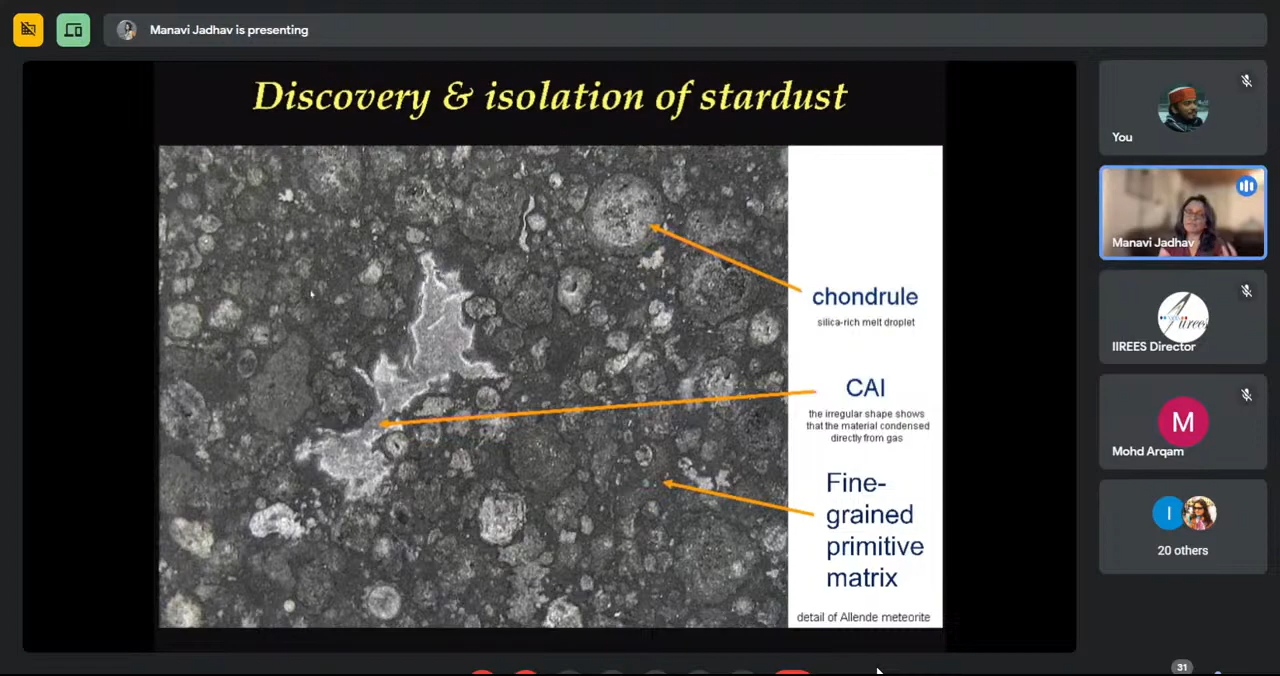 Manavi Jadhav is presenting
Discovery & isolation of stardust
chondrule
silica-rich melt droplet
CAI
the irregular shape shows
that the material condensed
directly from gas
Fine-
grained
primitive
matrix
detail of Allende meteorite
You
Manavi Jadhav
IIREES Director
M
Mohd Arqam
I
20 others
31